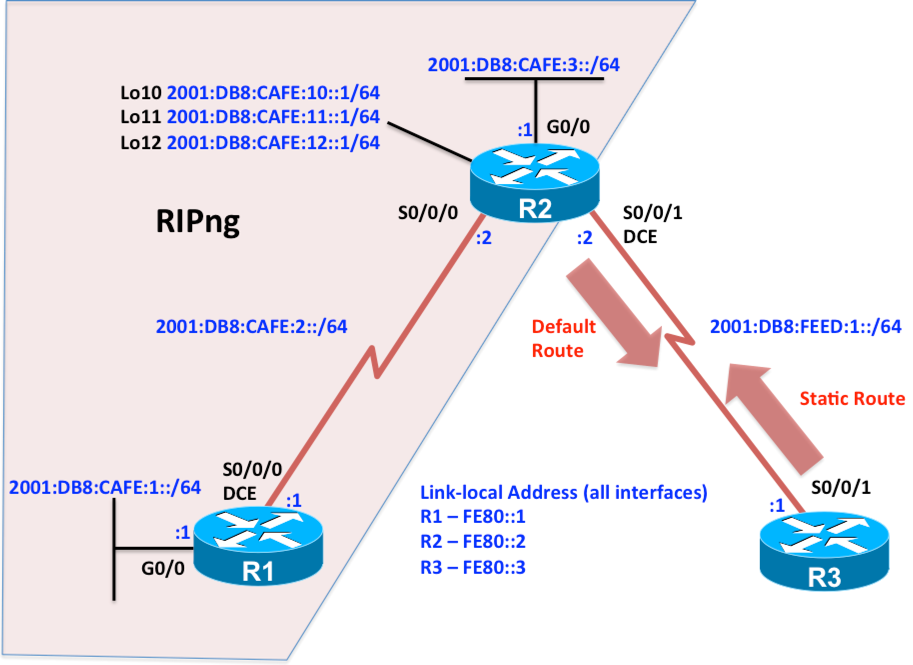 2001:DB8:CAFE:3::/64
Lo10 2001:DB8:CAFE:10::1/64
Lo11 2001:DB8:CAFE:11::1/64
Lo12 2001:DB8:CAFE:12::1/64
:1 G0/0
RIPng
S0/0/0
R2
S0/0/1
DCE
:2
:2
2001:DB8:CAFE:2::/64
Default
Route
2001:DB8:FEED:1::/64
Static Route
S0/0/0
DCE
:1
2001:DB8:CAFE:1::/64
:1
G0/0
R1
Link-local Address (all interfaces)
R1 – FE80::1
R2 – FE80::2
R3 – FE80::3
S0/0/1
:1
R3